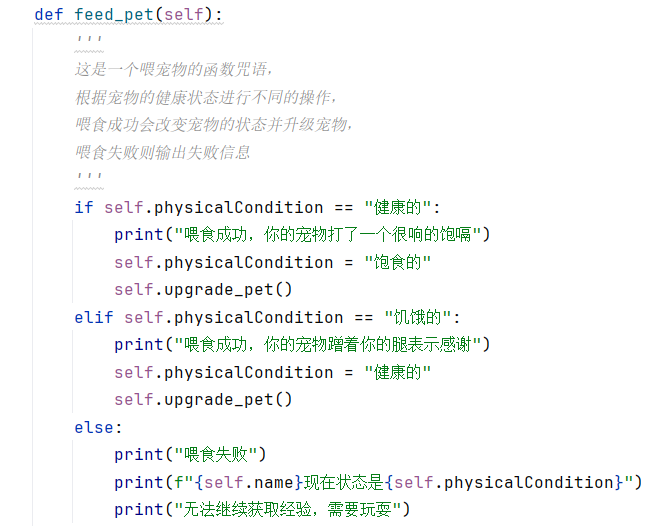 def feed_pet(self):
'''
这是一个喂宠物的函数咒语，
根据宠物的健康状态进行不同的操作，
喂食成功会改变宠物的状态并升级宠物，
喂食失败则输出失败信息
'''
if self.physicalCondition == "健康的":
print("喂食成功，你的宠物打了一个很响的饱嗝")
self.physicalCondition = "饱食的"
self.upgrade_pet()
elif self.physicalCondition == "饥饿的":
print("喂食成功，你的宠物蹭着你的腿表示感谢")
self.physicalCondition = "健康的"
self.upgrade_pet()
else:
print("喂食失败")
print(f"{self.name}现在状态是{self.physicalCondition}")
print("无法继续获取经验，需要玩耍")